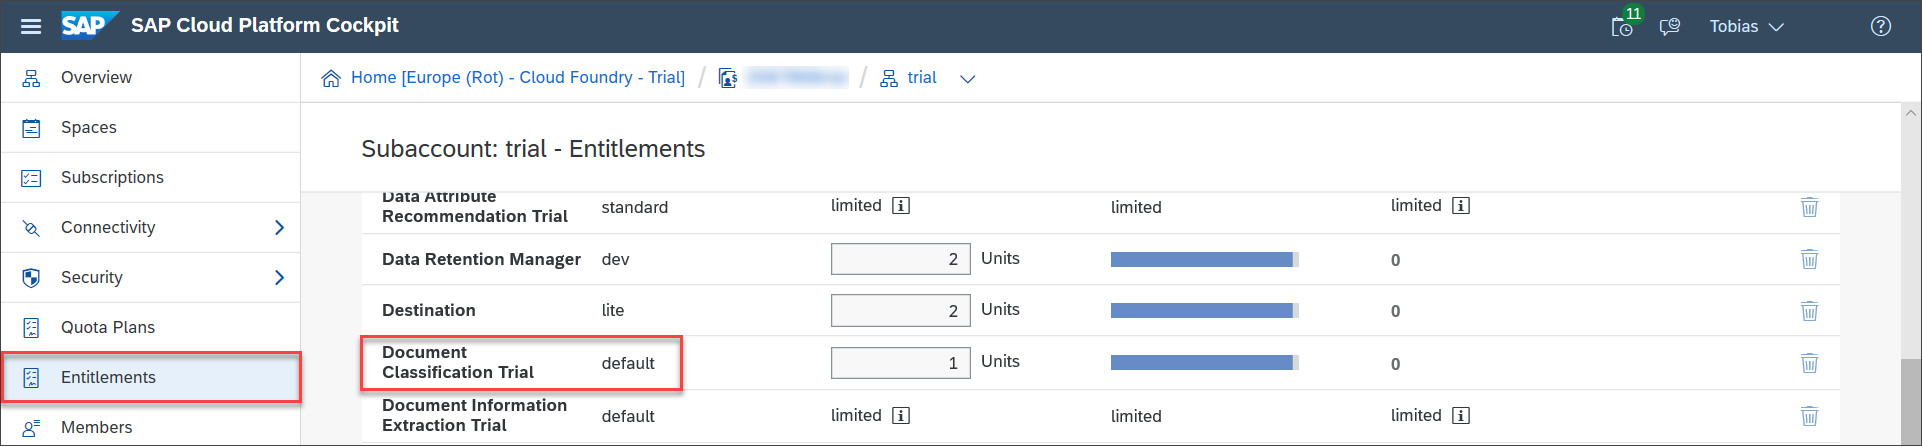 SAP SAP Cloud Platform Cockpit 11 Tobias
Overview
Spaces
Subscriptions
Connectivity
Security
Quota Plans
Entitlements
Members
Home [Europe (Rot) - Cloud Foundry - Trial] / / trial
Subaccount: trial - Entitlements
Data Attribute
Recommendation Trial standard limited limited limited
Data Retention Manager dev 2 Units 0
Destination lite 2 Units 0
Document
Classification Trial default 1 Units 0
Document Information
Extraction Trial default limited limited limited